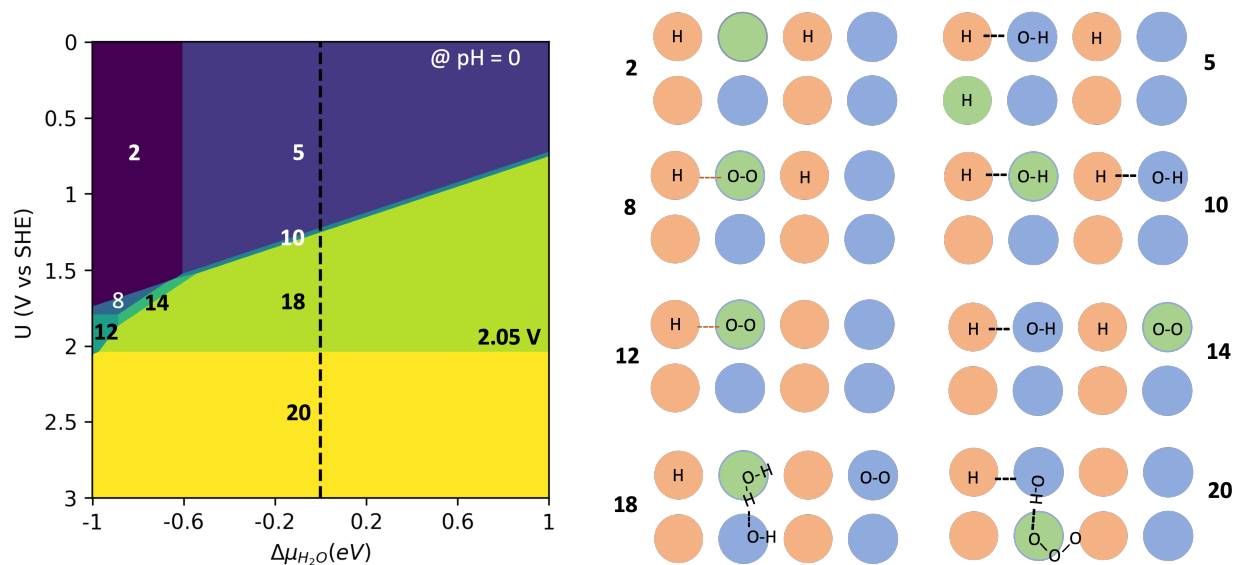 0
@ pH = 0
0.5
2
5
1
10
1.5
8
14
18
12
2
2.05 V
20
2.5
3
U (V vs SHE)
-1
-0.6
-0.2
0.2
0.6
1
Δμ_{H₂O}(eV)
H
H
2
H
O-H
H
5
H
H
O-O
H
8
H
O-H
H
O-H
10
H
O-O
12
H
O-H
H
O-O
14
H
O-H
H
O-O
18
O-H
H
O-H
20
O
O
O